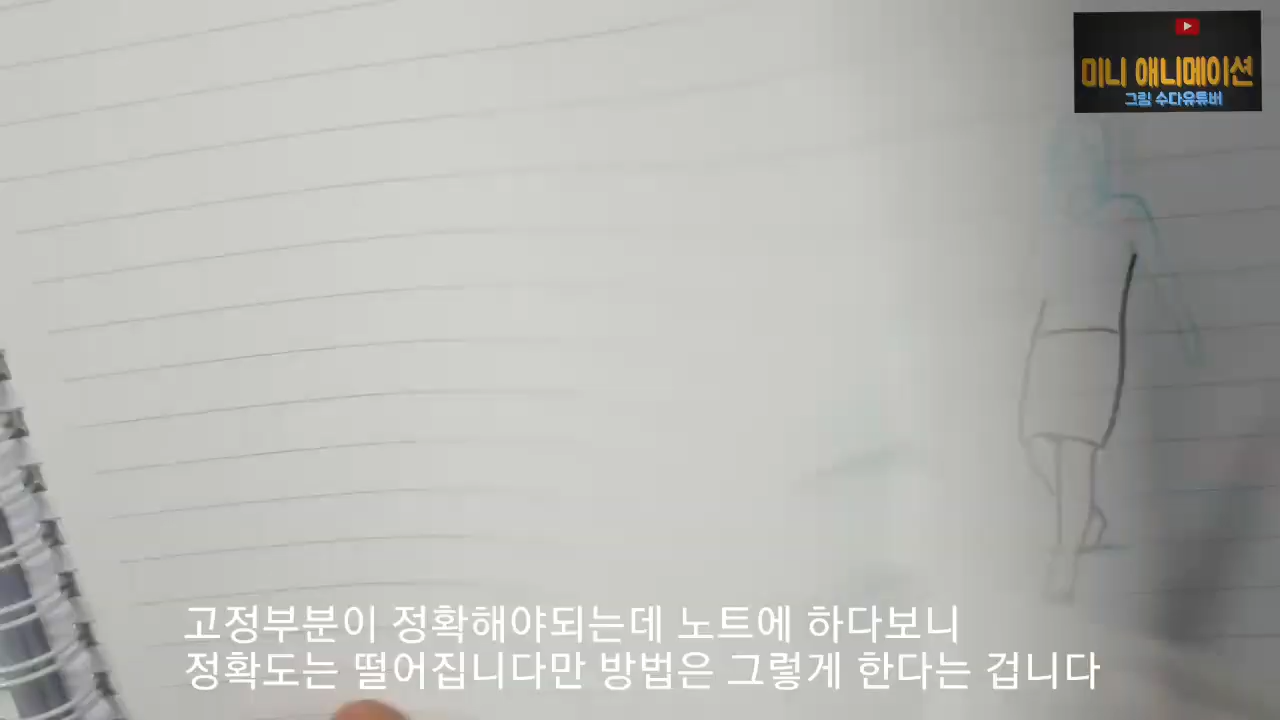 미니 애니메이션
그림 수다유튜버
고정부분이 정확해야되는데 노트에 하다보니
정확도는 떨어집니다만 방법은 그렇게 한다는 겁니다